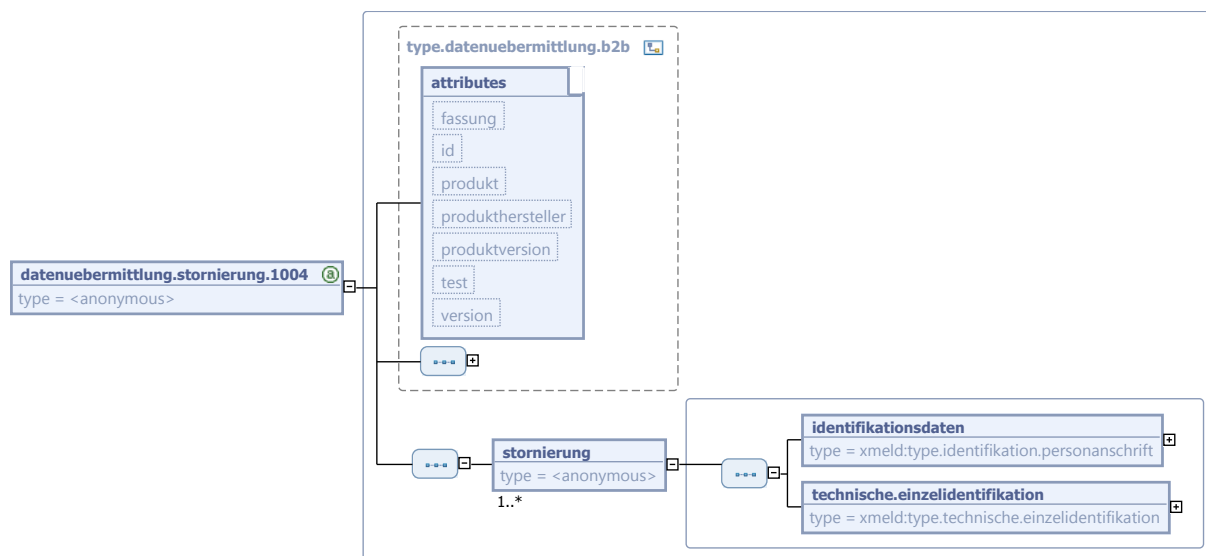 type.datenuebermittlung.b2b
attributes
fassung
id
produkt
produkthersteller
produktversion
test
version
datenuebermittlung.stornierung.1004 a
type = <anonymous>
stornierung
type = <anonymous>
1..*
identifikationsdaten
type = xmeld:type.identifikation.personanschrift
technische.einzelidentifikation
type = xmeld:type.technische.einzelidentifikation